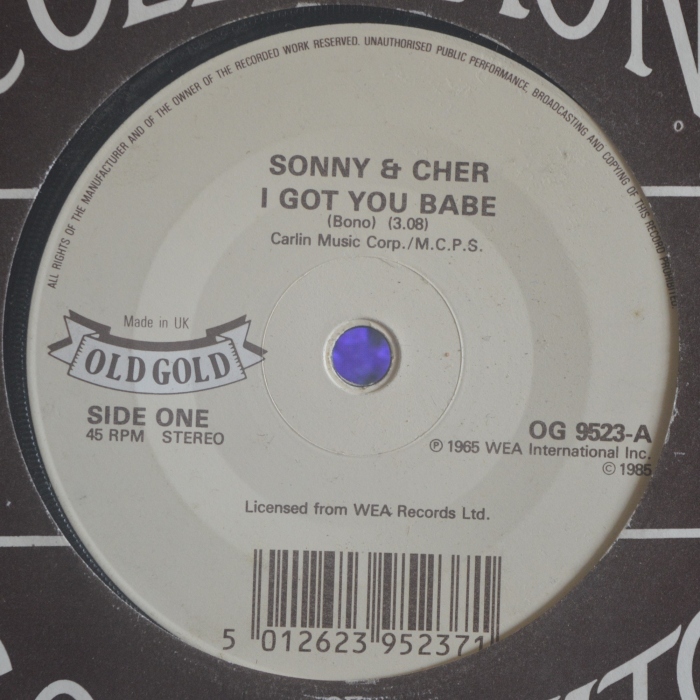 ALL RIGHTS OF THE MANUFACTURER AND OF THE OWNER OF THE RECORDED WORK RESERVED. UNAUTHORISED PUBLIC PERFORMANCE, BROADCASTING AND COPYING OF THIS RECORD PROHIBITED
SONNY & CHER
I GOT YOU BABE
(Bono) (3.08)
Carlin Music Corp./M.C.P.S.
Made in UK
OLD GOLD
SIDE ONE
45 RPM STEREO
OG 9523-A
℗ 1965 WEA International Inc.
© 1985
Licensed from WEA Records Ltd.
5 012623 952371